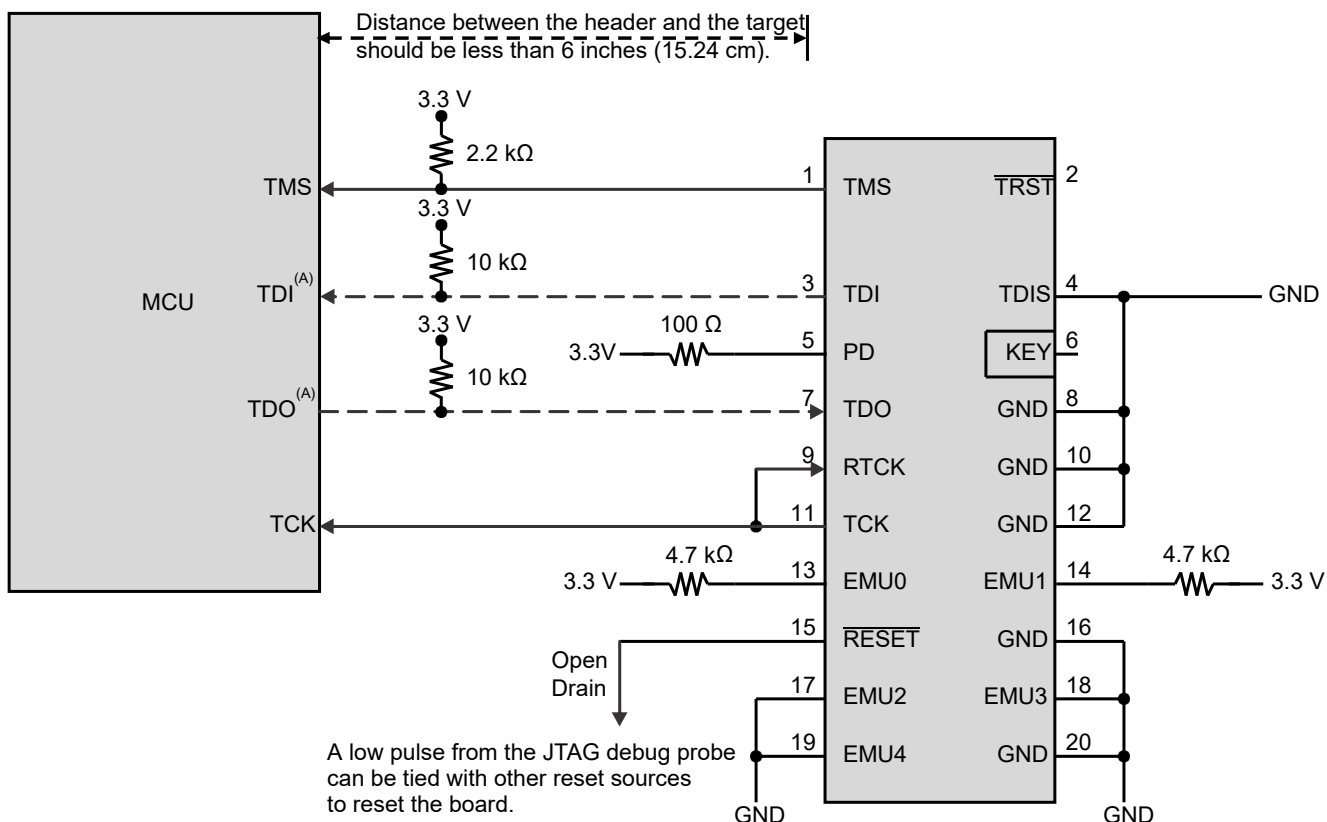 Distance between the header and the target
should be less than 6 inches (15.24 cm).
3.3 V
2.2 kΩ
TMS
1
TMS
TRST
2
3.3 V
10 kΩ
MCU
TDI(A)
3
TDI
TDIS
4
GND
3.3 V
100 Ω
3.3V
5
PD
KEY
6
10 kΩ
TDO(A)
7
TDO
GND
8
9
RTCK
GND
10
TCK
11
TCK
GND
12
4.7 kΩ
3.3 V
13
EMU0
EMU1
14
4.7 kΩ
3.3 V
15
RESET
GND
16
Open
Drain
17
EMU2
EMU3
18
A low pulse from the JTAG debug probe
can be tied with other reset sources
to reset the board.
19
EMU4
GND
20
GND
GND